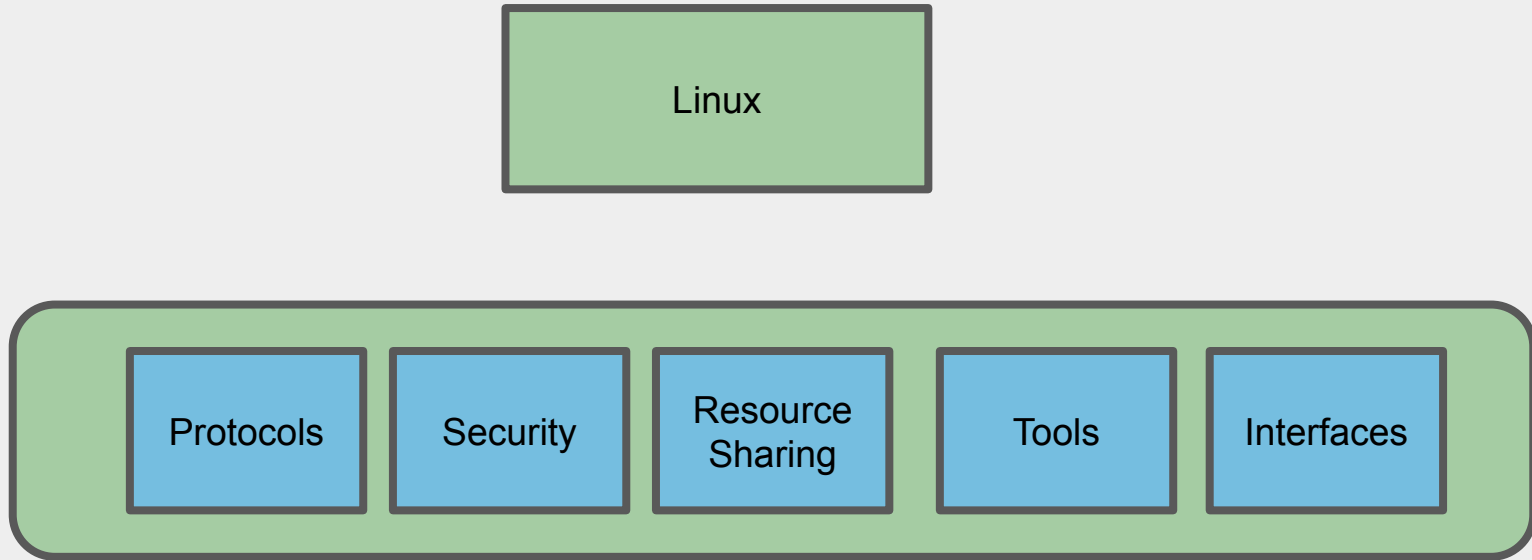 Linux
Protocols
Security
Resource
Sharing
Tools
Interfaces